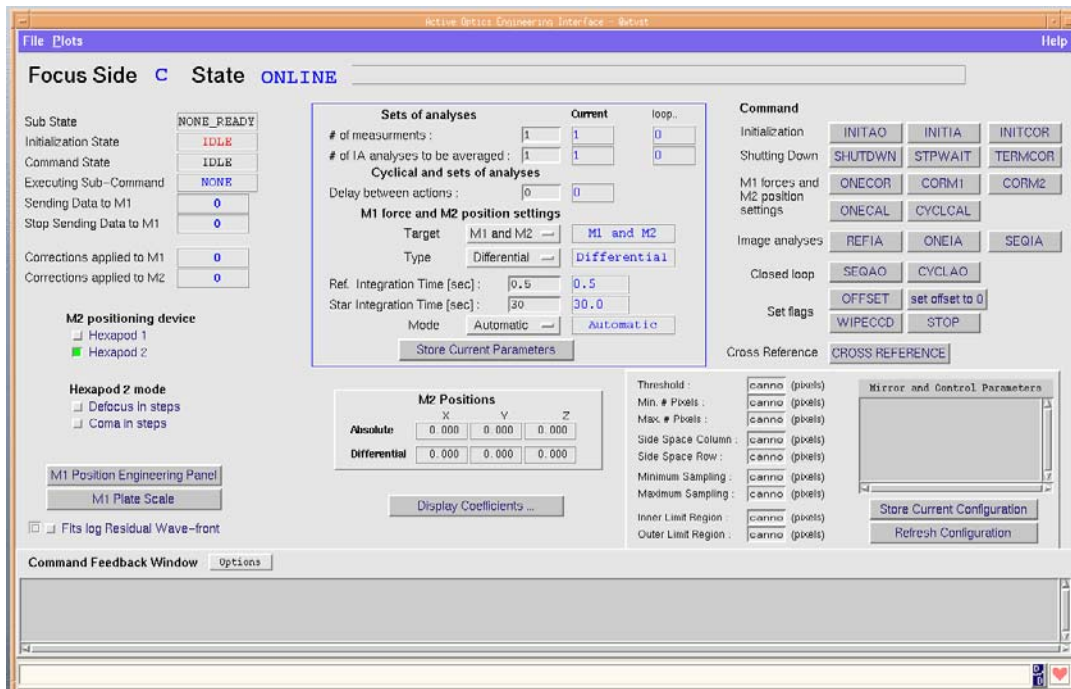 Active Optics Engineering Interface - @wtvst
File Plots Help
Focus Side C State ONLINE
Sub State NONE_READY
Initialization State IDLE
Command State IDLE
Executing Sub-Command NONE
Sending Data to M1 0
Stop Sending Data to M1 0
Corrections applied to M1 0
Corrections applied to M2 0
M2 positioning device
Hexapod 1
Hexapod 2
Hexapod 2 mode
Defocus in steps
Coma in steps
M1 Position Engineering Panel
M1 Plate Scale
Fits log Residual Wave-front
Sets of analyses Current loop..
# of measurments : 1 1 0
# of IA analyses to be averaged : 1 1 0
Cyclical and sets of analyses
Delay between actions : 0 0
M1 force and M2 position settings
Target M1 and M2 M1 and M2
Type Differential Differential
Ref. Integration Time [sec] : 0.5 0.5
Star Integration Time [sec] : 30 30.0
Mode Automatic Automatic
Store Current Parameters
M2 Positions
X Y Z
Absolute 0.000 0.000 0.000
Differential 0.000 0.000 0.000
Display Coefficients ...
Command
Initialization INITAO INITIA INITCOR
Shutting Down SHUTDWN STPWAIT TERMCOR
M1 forces and M2 position settings ONECOR CORM1 CORM2
ONECAL CYCLCAL
Image analyses REFIA ONEIA SEQIA
Closed loop SEQAO CYCLAO
Set flags OFFSET set offset to 0
WIPECCD STOP
Cross Reference CROSS REFERENCE
Threshold : canno (pixels)
Min. # Pixels : canno (pixels)
Max. # Pixels : canno (pixels)
Side Space Column : canno (pixels)
Side Space Row : canno (pixels)
Minimum Sampling : canno (pixels)
Maximum Sampling : canno (pixels)
Inner Limit Region : canno (pixels)
Outer Limit Region : canno (pixels)
Mirror and Control Parameters
Store Current Configuration
Refresh Configuration
Command Feedback Window Options